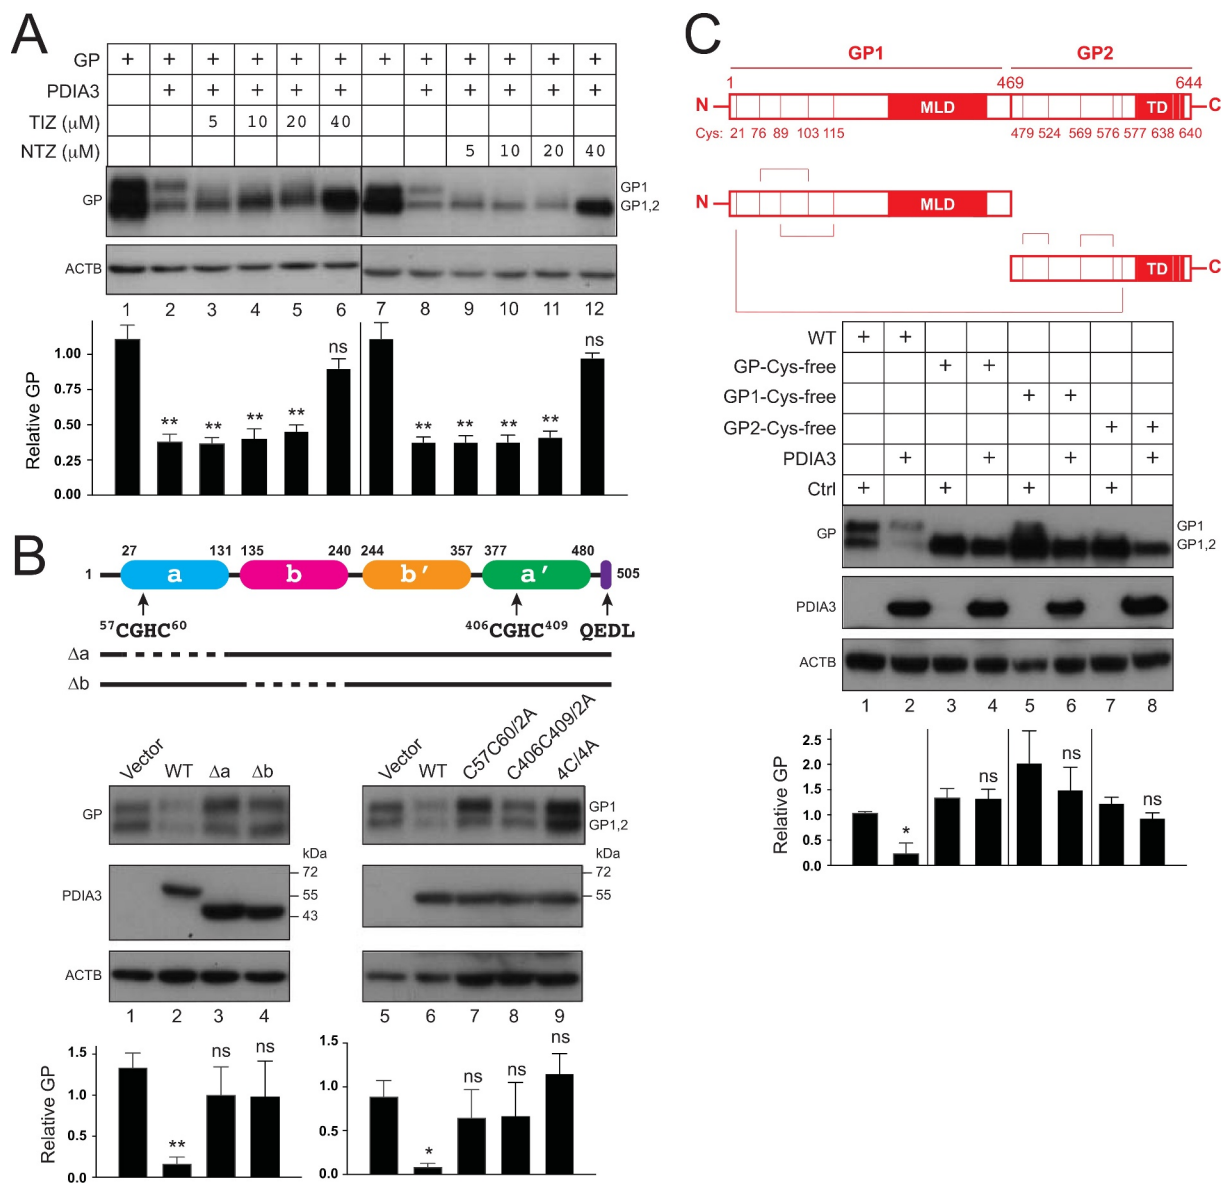 A
GP + + + + + + + + + + + +
PDIA3 + + + + + + + + + +
TIZ (μM) 5 10 20 40
NTZ (μM) 5 10 20 40
GP
GP1
GP1,2
ACTB
1 2 3 4 5 6 7 8 9 10 11 12
Relative GP
1.00
0.75
0.50
0.25
0.00
** ** ** ** ns ** ** ** ** ns
B
27 131 135 240 244 357 377 480
1 a b b′ a′ 505
57CGHC60 406CGHC409 QEDL
Δa
Δb
Vector WT Δa Δb
GP
kDa
72
PDIA3
55
43
ACTB
1 2 3 4
Relative GP
1.5
1.0
0.5
0.0
** ns ns
Vector WT C57C60/2A C406C409/2A 4C/4A
GP1
GP1,2
kDa
72
55
5 6 7 8 9
1.5
1.0
0.5
0.0
* ns ns ns
C
GP1 GP2
1 469 644
N MLD TD C
Cys: 21 76 89 103 115 479 524 569 576 577 638 640
N MLD
TD C
WT + +
GP-Cys-free + +
GP1-Cys-free + +
GP2-Cys-free + +
PDIA3 + + + +
Ctrl + + + +
GP
GP1
GP1,2
PDIA3
ACTB
1 2 3 4 5 6 7 8
Relative GP
2.5
2.0
1.5
1.0
0.5
0.0
* ns ns ns